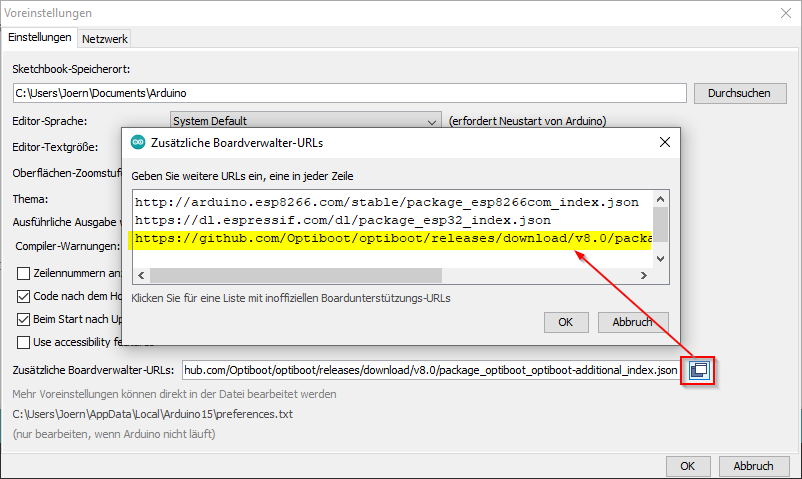 Voreinstellungen
Einstellungen
Netzwerk
Sketchbook-Speicherort:
C:\Users\Joern\Documents\Arduino
Durchsuchen
Editor-Sprache:
System Default
(erfordert Neustart von Arduino)
Editor-Textgröße:
Oberflächen-Zoomstufe
Thema:
Ausführliche Ausgabe
Compiler-Warnungen:
Zeilennummern
Code nach dem
Beim Start nach
Use accessibility features
Zusätzliche Boardverwalter-URLs
Geben Sie weitere URLs ein, eine in jeder Zeile
http://arduino.esp8266.com/stable/package_esp8266com_index.json
https://dl.espressif.com/dl/package_esp32_index.json
https://github.com/Optiboot/optiboot/releases/download/v8.0/packa
Klicken Sie für eine Liste mit inoffiziellen Boardunterstützungs-URLs
OK
Abbruch
Zusätzliche Boardverwalter-URLs:
hub.com/Optiboot/optiboot/releases/download/v8.0/package_optiboot_optiboot-additional_index.json
Mehr Voreinstellungen können direkt in der Datei bearbeitet werden
C:\Users\Joern\AppData\Local\Arduino15\preferences.txt
(nur bearbeiten, wenn Arduino nicht läuft)
OK
Abbruch